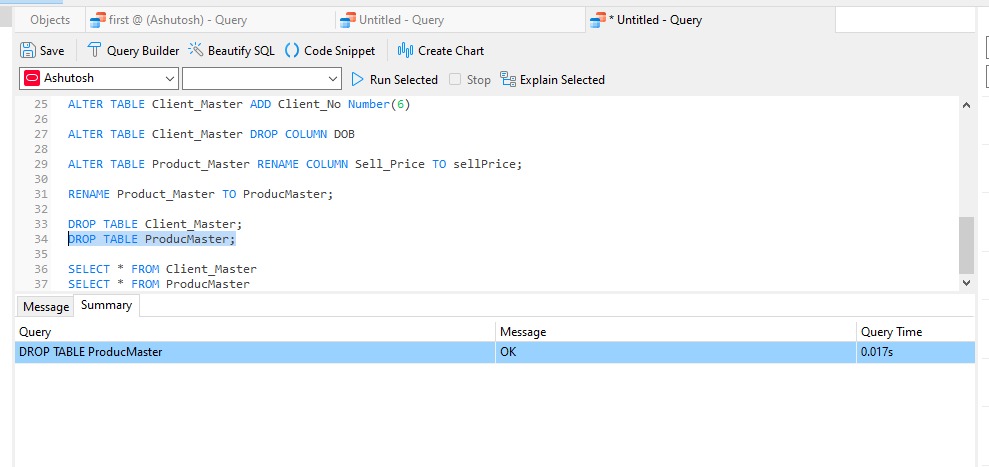 Objects first @ (Ashutosh) - Query Untitled - Query * Untitled - Query
Save Query Builder Beautify SQL Code Snippet Create Chart
Ashutosh Run Selected Stop Explain Selected
25 ALTER TABLE Client_Master ADD Client_No Number(6)
26
27 ALTER TABLE Client_Master DROP COLUMN DOB
28
29 ALTER TABLE Product_Master RENAME COLUMN Sell_Price TO sellPrice;
30
31 RENAME Product_Master TO ProducMaster;
32
33 DROP TABLE Client_Master;
34 DROP TABLE ProducMaster;
35
36 SELECT * FROM Client_Master
37 SELECT * FROM ProducMaster
Message Summary
Query Message Query Time
DROP TABLE ProducMaster OK 0.017s